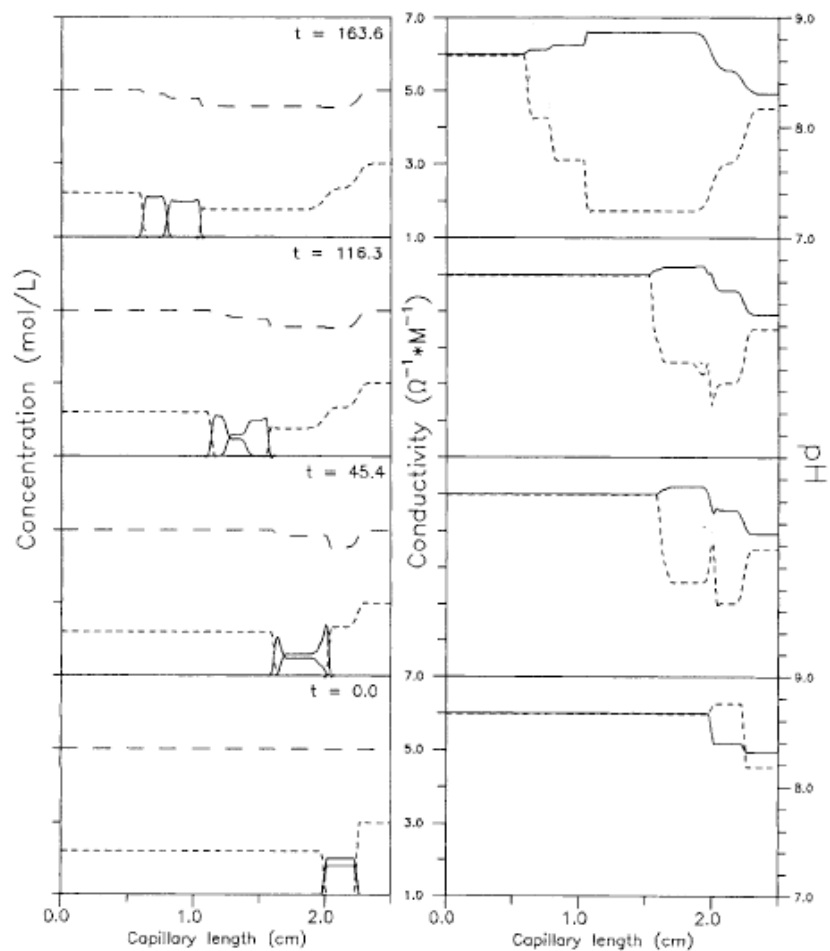 t = 163.6
t = 116.3
t = 45.4
t = 0.0
Concentration (mol/L)
0.0
1.0
2.0
Capillary length (cm)
7.0
5.0
3.0
1.0
7.0
5.0
3.0
1.0
Conductivity (Ω⁻¹*M⁻¹)
0.0
1.0
2.0
Capillary length (cm)
9.0
8.0
7.0
9.0
8.0
7.0
pH